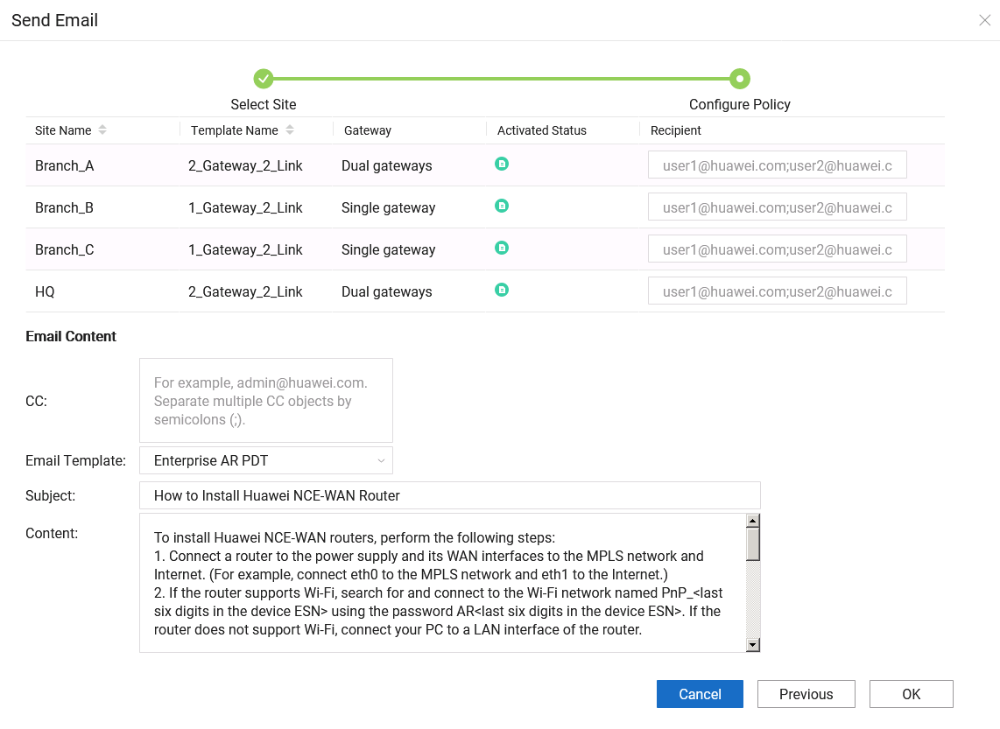 Send Email
Select Site
Configure Policy
Site Name Template Name Gateway Activated Status Recipient
Branch_A 2_Gateway_2_Link Dual gateways user1@huawei.com;user2@huawei.c
Branch_B 1_Gateway_2_Link Single gateway user1@huawei.com;user2@huawei.c
Branch_C 1_Gateway_2_Link Single gateway user1@huawei.com;user2@huawei.c
HQ 2_Gateway_2_Link Dual gateways user1@huawei.com;user2@huawei.c
Email Content
CC:
For example, admin@huawei.com.
Separate multiple CC objects by
semicolons (;).
Email Template: Enterprise AR PDT
Subject: How to Install Huawei NCE-WAN Router
Content:
To install Huawei NCE-WAN routers, perform the following steps:
1. Connect a router to the power supply and its WAN interfaces to the MPLS network and
Internet. (For example, connect eth0 to the MPLS network and eth1 to the Internet.)
2. If the router supports Wi-Fi, search for and connect to the Wi-Fi network named PnP_<last
six digits in the device ESN> using the password AR<last six digits in the device ESN>. If the
router does not support Wi-Fi, connect your PC to a LAN interface of the router.
Cancel Previous OK